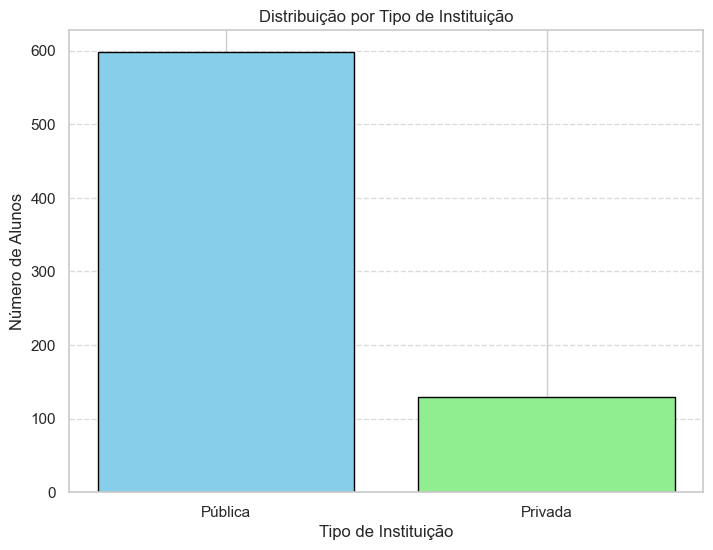 Distribuição por Tipo de Instituição
Número de Alunos
600
500
400
300
200
100
0
Pública
Privada
Tipo de Instituição